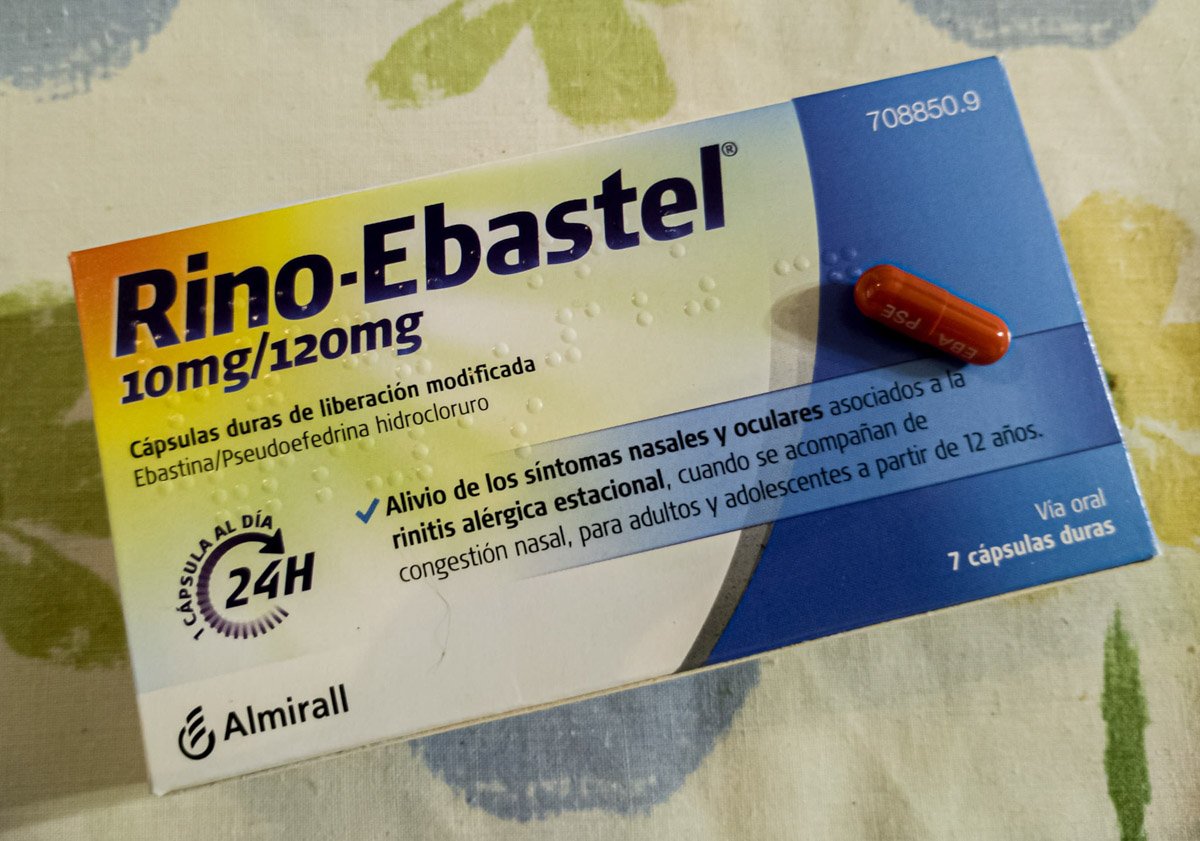 708850.9
Rino-Ebastel®
10mg/120mg
Cápsulas duras de liberación modificada
Ebastina/Pseudoefedrina hidrocloruro
Alivio de los síntomas nasales y oculares asociados a la
rinitis alérgica estacional, cuando se acompañan de
congestión nasal, para adultos y adolescentes a partir de 12 años.
1 CÁPSULA AL DÍA
24H
Vía oral
7 cápsulas duras
Almirall
EBA PSE